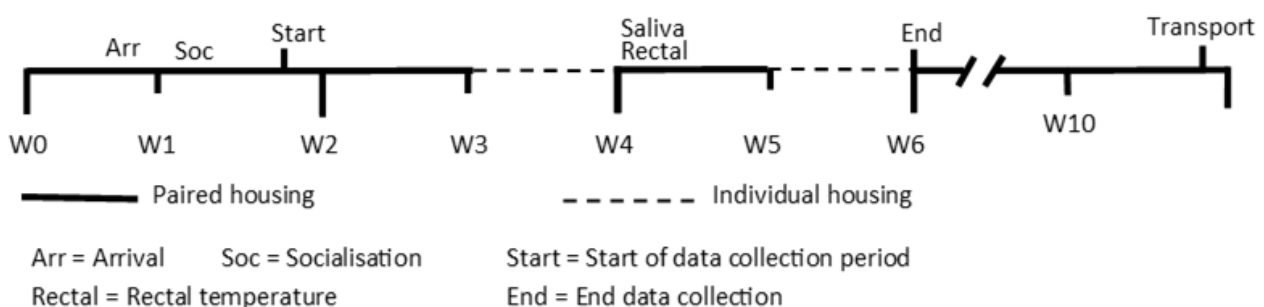 Arr Soc Start Saliva End Transport
Rectal
W0 W1 W2 W3 W4 W5 W6 W10
Paired housing Individual housing
Arr = Arrival Soc = Socialisation Start = Start of data collection period
Rectal = Rectal temperature End = End data collection